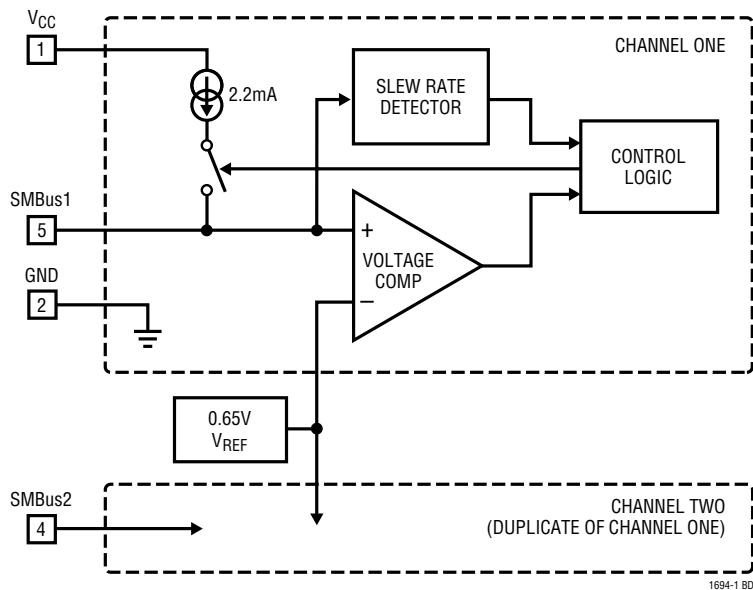 VCC
1
CHANNEL ONE
2.2mA
SLEW RATE
DETECTOR
CONTROL
LOGIC
SMBus1
5
+
VOLTAGE
COMP
–
GND
2
0.65V
VREF
SMBus2
4
CHANNEL TWO
(DUPLICATE OF CHANNEL ONE)
1694-1 BD